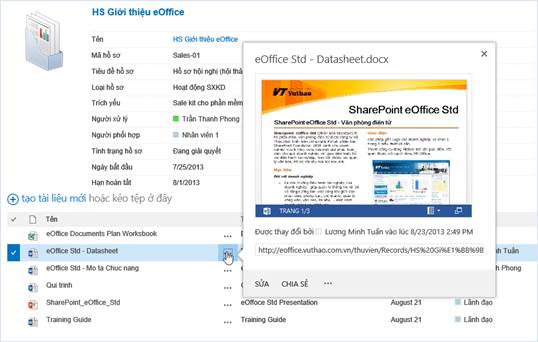 HS Giới thiệu eOffice
Tên HS Giới thiệu eOffice
Mã hồ sơ Sales-01
Tiêu đề hồ sơ Hồ sơ hội nghị (hội thả
Loại hồ sơ Hoạt động SXKD
Trích yếu Sale kit cho phần mềm
Người xử lý Trần Thanh Phong
Người phối hợp Nhân viên 1
Tình trạng hồ sơ Đang giải quyết
Ngày bắt đầu 7/25/2013
Hạn hoàn tất 8/1/2013
tạo tài liệu mới hoặc kéo tệp ở đây
Tên
eOffice Documents Plan Workbook ...
eOffice Std - Datasheet
eOffice Std - Mo ta Chuc nang ...
Qui trinh ...
SharePoint_eOffice_Std ... eOffice Std Presentation August 21 Lãnh đạo
Training Guide ... Training Guide August 21 Lãnh đạo
nh Tuấn
h Phong
eOffice Std - Datasheet.docx
VT Vuthao
SharePoint eOffice Std
SharePoint eOffice Std - Văn phòng điện tử
TRANG 1/3
Được thay đổi bởi Lương Minh Tuấn vào lúc 8/23/2013 2:49 PM
http://eoffice.vuthao.com.vn/thuvien/Records/HS%20Gi%E1%BB%9B
SỬA CHIA SẺ ...